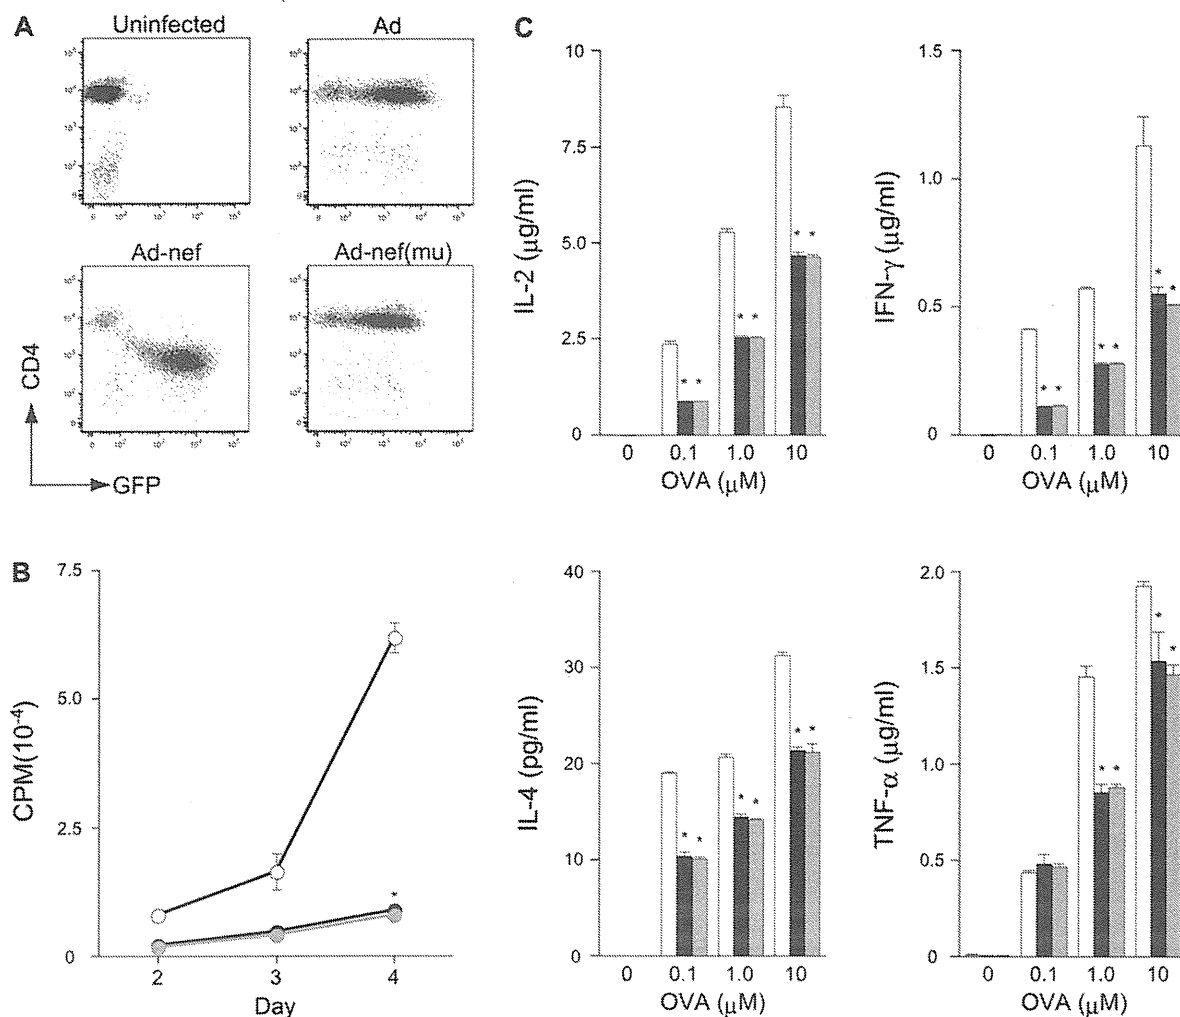 A
Uninfected
Ad
Ad-nef
Ad-nef(mu)
CD4
GFP
B
7.5
5.0
2.5
0
CPM(10-4)
2
3
4
*
Day
C
10
7.5
5.0
2.5
0
IL-2 (μg/ml)
* *
* *
* *
0
0.1
1.0
10
OVA (μM)
1.5
1.0
0.5
0
IFN-γ (μg/ml)
* *
* *
* *
0
0.1
1.0
10
OVA (μM)
40
30
20
10
0
IL-4 (pg/ml)
* *
* *
* *
0
0.1
1.0
10
OVA (μM)
2.0
1.5
1.0
0.5
0
TNF-α (μg/ml)
* *
* *
0
0.1
1.0
10
OVA (μM)